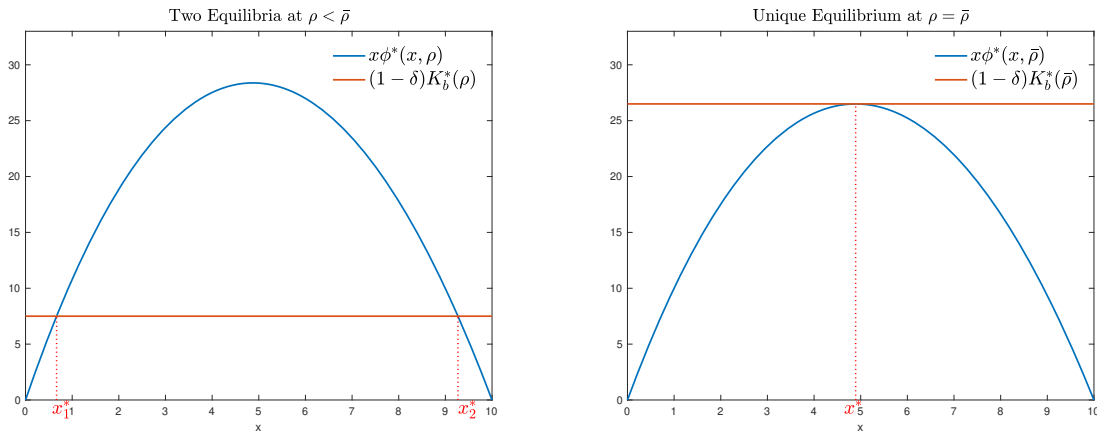 Two Equilibria at ρ < ρ̄
xϕ*(x, ρ)
(1 − δ)K_b^*(ρ)
30
25
20
15
10
5
0
0 1 2 3 4 5 6 7 8 9 10
x_1^* x_2^*
x
Unique Equilibrium at ρ = ρ̄
xϕ*(x, ρ̄)
(1 − δ)K_b^*(ρ̄)
30
25
20
15
10
5
0
0 1 2 3 4 5 6 7 8 9 10
x*
x